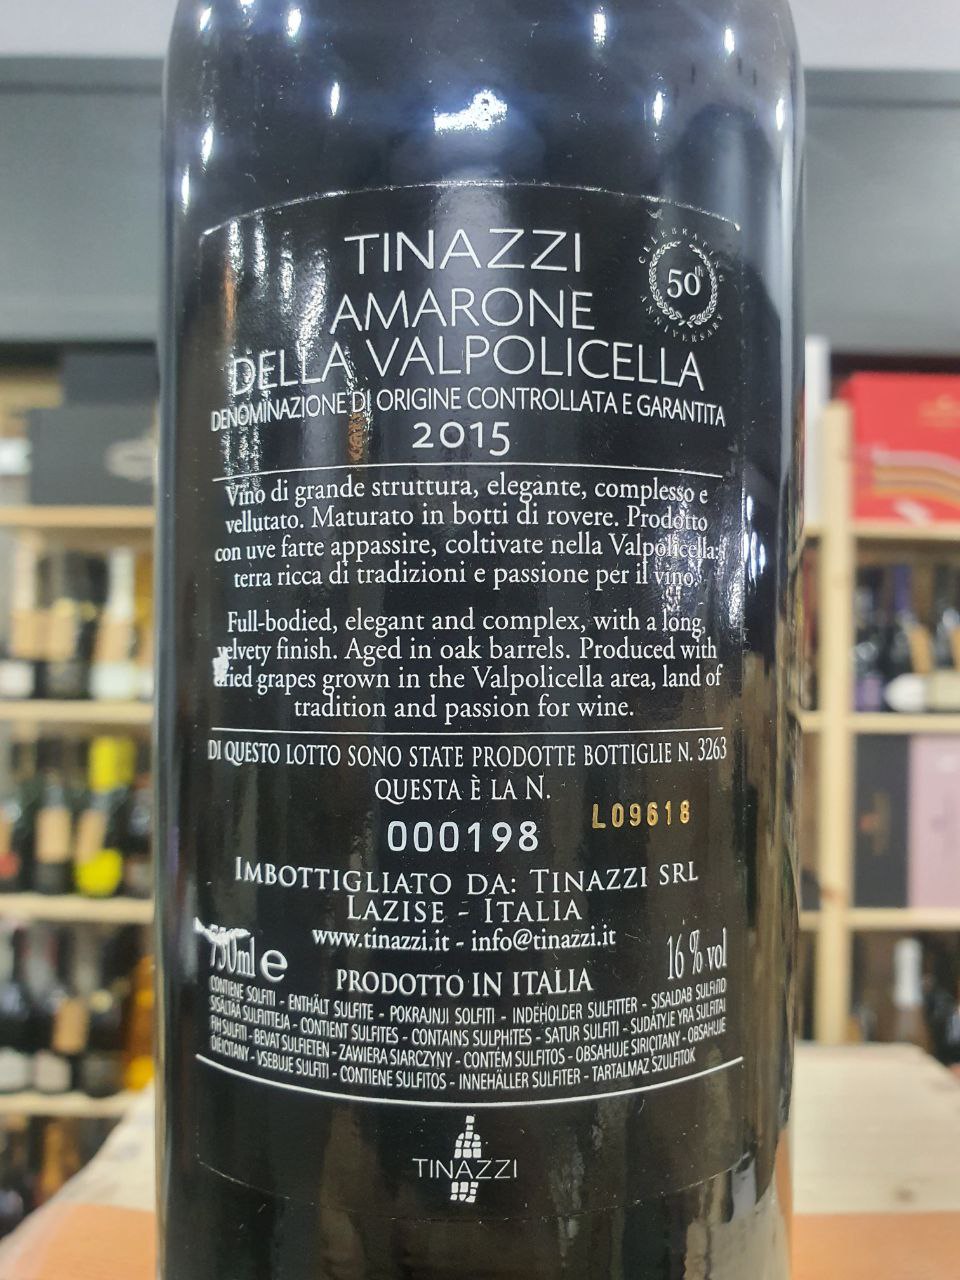 TINAZZI
CELEBRATING
50th
ANNIVERSARY
AMARONE
DELLA VALPOLICELLA
DENOMINAZIONE DI ORIGINE CONTROLLATA E GARANTITA
2015
Vino di grande struttura, elegante, complesso e
vellutato. Maturato in botti di rovere. Prodotto
con uve fatte appassire, coltivate nella Valpolicella:
terra ricca di tradizioni e passione per il vino.
Full-bodied, elegant and complex, with a long,
velvety finish. Aged in oak barrels. Produced with
dried grapes grown in the Valpolicella area, land of
tradition and passion for wine.
DI QUESTO LOTTO SONO STATE PRODOTTE BOTTIGLIE N. 3263
QUESTA È LA N.
000198
L09618
IMBOTTIGLIATO DA: TINAZZI SRL
LAZISE - ITALIA
www.tinazzi.it - info@tinazzi.it
750ml e
16 % vol
PRODOTTO IN ITALIA
CONTIENE SOLFITI - ENTHÄLT SULFITE - POKRAJNJI SOLFITI - INDEHOLDER SULFITTER - SISALDAB SULFITID
SISÄLTÄÄ SULFIITTEJA - CONTIENT SULFITES - CONTAINS SULPHITES - SATUR SULFITI - SUDĖTYJE YRA SULFITAI
FIH SULFITI - BEVAT SULFIETEN - ZAWIERA SIARCZYNY - CONTÉM SULFITOS - OBSAHUJE SIRICITANY - OBSAHUJE
- VSEBUJE SULFITI - CONTIENE SULFITOS - INNEHÅLLER SULFITER - TARTALMAZ SZULFITOK
TINAZZI